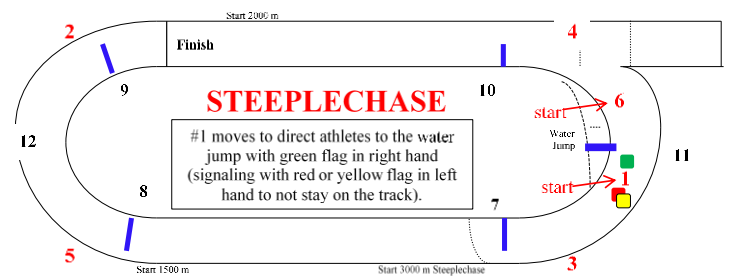 Start 2000 m
2
4
Finish
9
10
STEEPLECHASE
start
6
#1 moves to direct athletes to the water
jump with green flag in right hand
(signaling with red or yellow flag in left
hand to not stay on the track).
Water
Jump
12
11
start
1
8
7
5
3
Start 1500 m
Start 3000 m Steeplechase